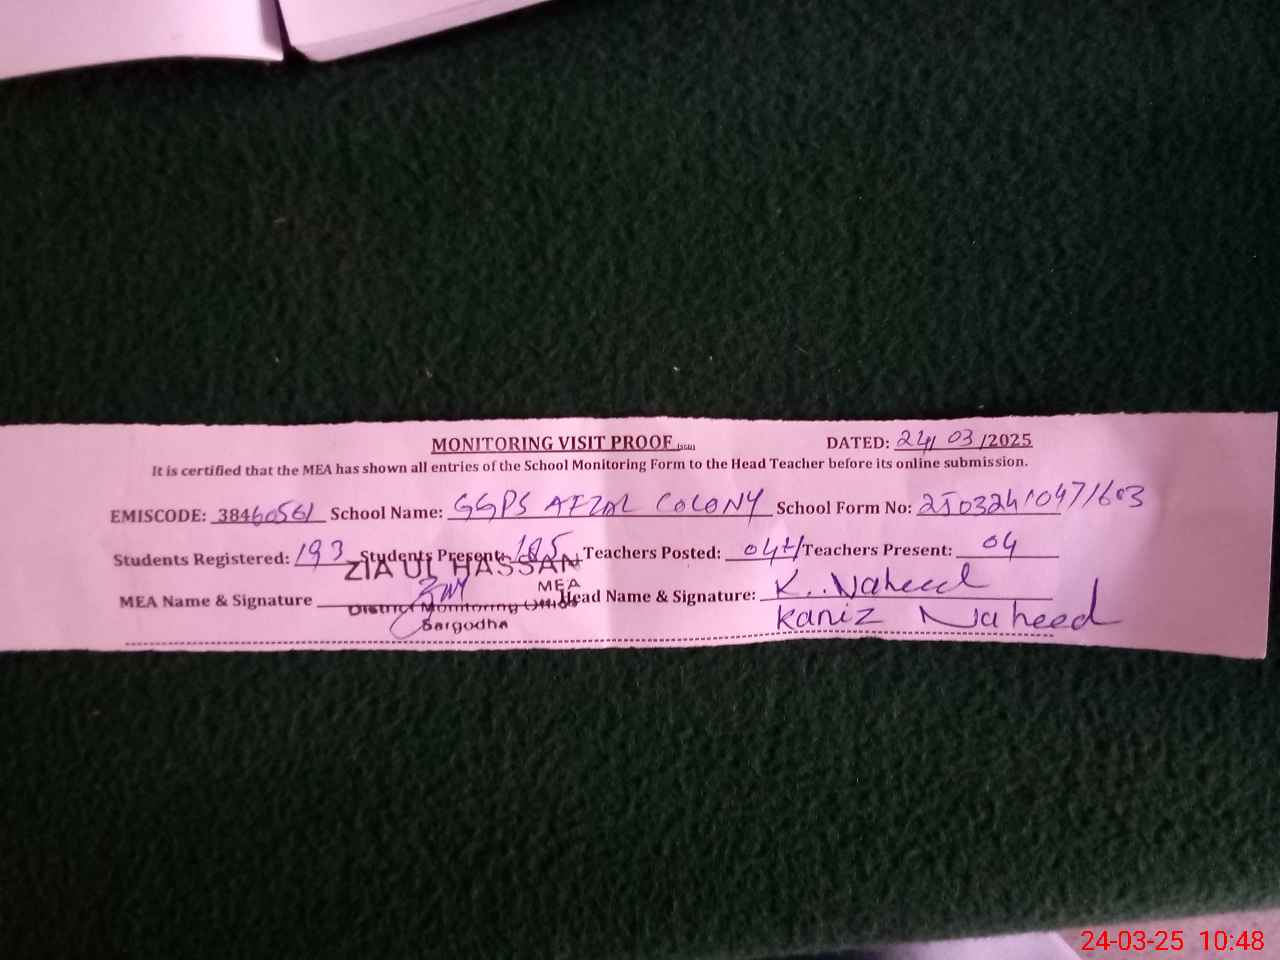 MONITORING VISIT PROOF
DATED: 24/03/2025
It is certified that the MEA has shown all entries of the School Monitoring Form to the Head Teacher before its online submission.
EMISCODE: 38460561 School Name: GGPS AFZAL COLONY School Form No:
Students Registered: 193 Students Present: Teachers Posted: 04+1 Teachers Present: 04
ZIA UL HASSAN
MEA
MEA Name & Signature Head Name & Signature: K. Naheed
District Monitoring Office
Sargodha
Kaniz Naheed
24-03-25 10:48